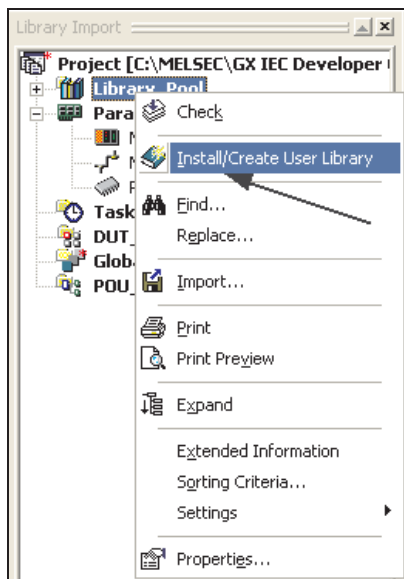 Library Import
Project [C:\MELSEC\GX IEC Developer
Library_Pool
Para
Task
DUT_
Glob
POU_
Check
Install/Create User Library
Find...
Replace...
Import...
Print
Print Preview
Expand
Extended Information
Sorting Criteria...
Settings
Properties...